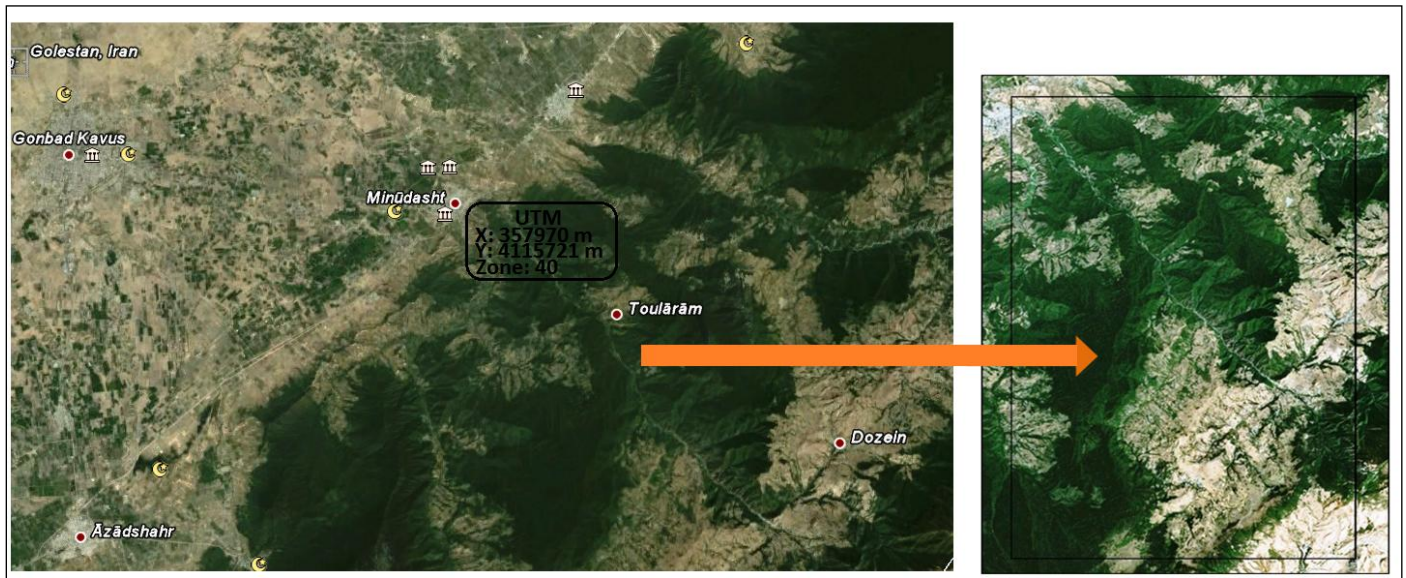 Golestan, Iran
Gonbad Kavus
Minūdasht
UTM
X: 357970 m
Y: 4115721 m
Zone: 40
Toulārām
Dozein
Āzādshahr